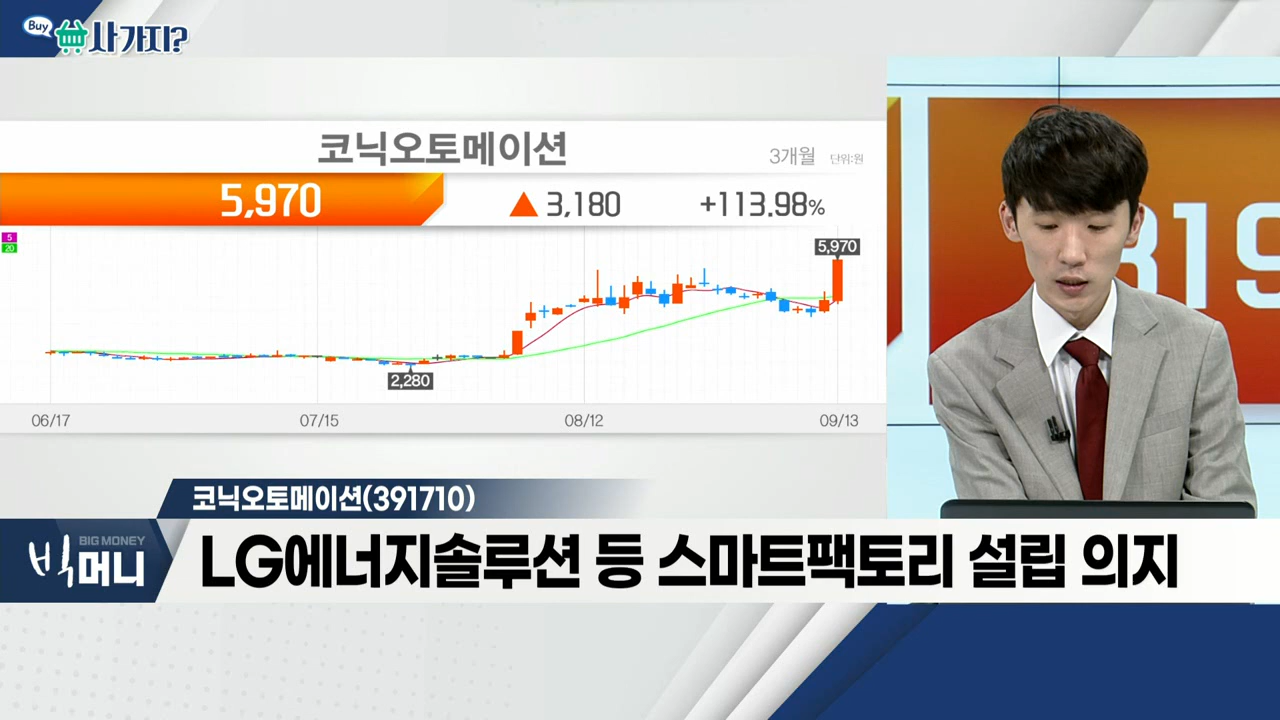 Buy
사가지?
코닉오토메이션
3개월 단위:원
5,970 ▲ 3,180 +113.98%
5
20
5,970
2,280
06/17 07/15 08/12 09/13
319
코닉오토메이션(391710)
BIG MONEY
빅머니
LG에너지솔루션 등 스마트팩토리 설립 의지